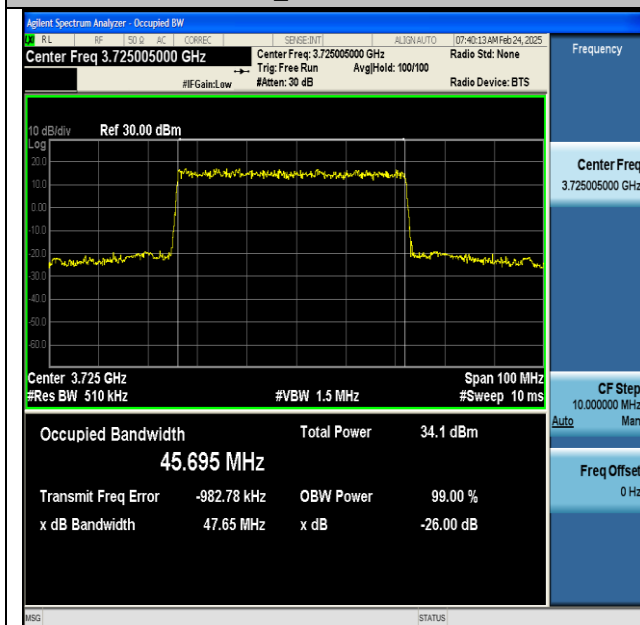 Agilent Spectrum Analyzer - Occupied BW
LXI RL RF 50 Ω AC CORREC SENSE:INT ALIGN AUTO 07:40:13 AM Feb 24, 2025
Center Freq 3.725005000 GHz Center Freq: 3.725005000 GHz Radio Std: None
Trig: Free Run Avg|Hold: 100/100
#IFGain:Low #Atten: 30 dB Radio Device: BTS
Frequency
10 dB/div Ref 30.00 dBm
Log
20.0
10.0
0.00
-10.0
-20.0
-30.0
-40.0
-50.0
-60.0
Center Freq
3.725005000 GHz
Center 3.725 GHz Span 100 MHz
#Res BW 510 kHz #VBW 1.5 MHz #Sweep 10 ms
CF Step
10.000000 MHz
Auto Man
Occupied Bandwidth Total Power 34.1 dBm
45.695 MHz
Transmit Freq Error -982.78 kHz OBW Power 99.00 %
x dB Bandwidth 47.65 MHz x dB -26.00 dB
Freq Offset
0 Hz
MSG STATUS